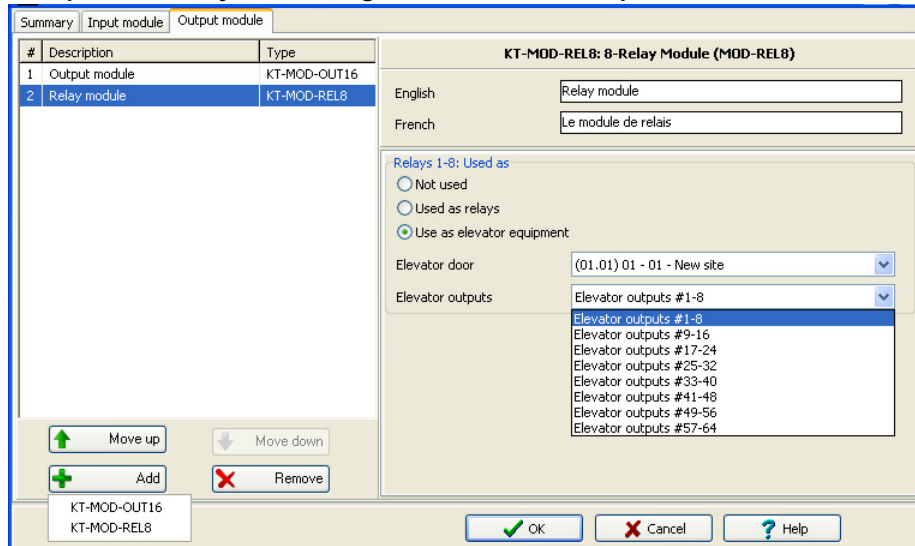 Summary Input module Output module
# Description Type
1 Output module KT-MOD-OUT16
2 Relay module KT-MOD-REL8
Move up Move down
Add Remove
KT-MOD-OUT16
KT-MOD-REL8
KT-MOD-REL8: 8-Relay Module (MOD-REL8)
English Relay module
French Le module de relais
Relays 1-8: Used as
Not used
Used as relays
Use as elevator equipment
Elevator door (01.01) 01 - 01 - New site
Elevator outputs Elevator outputs #1-8
Elevator outputs #1-8
Elevator outputs #9-16
Elevator outputs #17-24
Elevator outputs #25-32
Elevator outputs #33-40
Elevator outputs #41-48
Elevator outputs #49-56
Elevator outputs #57-64
OK Cancel Help